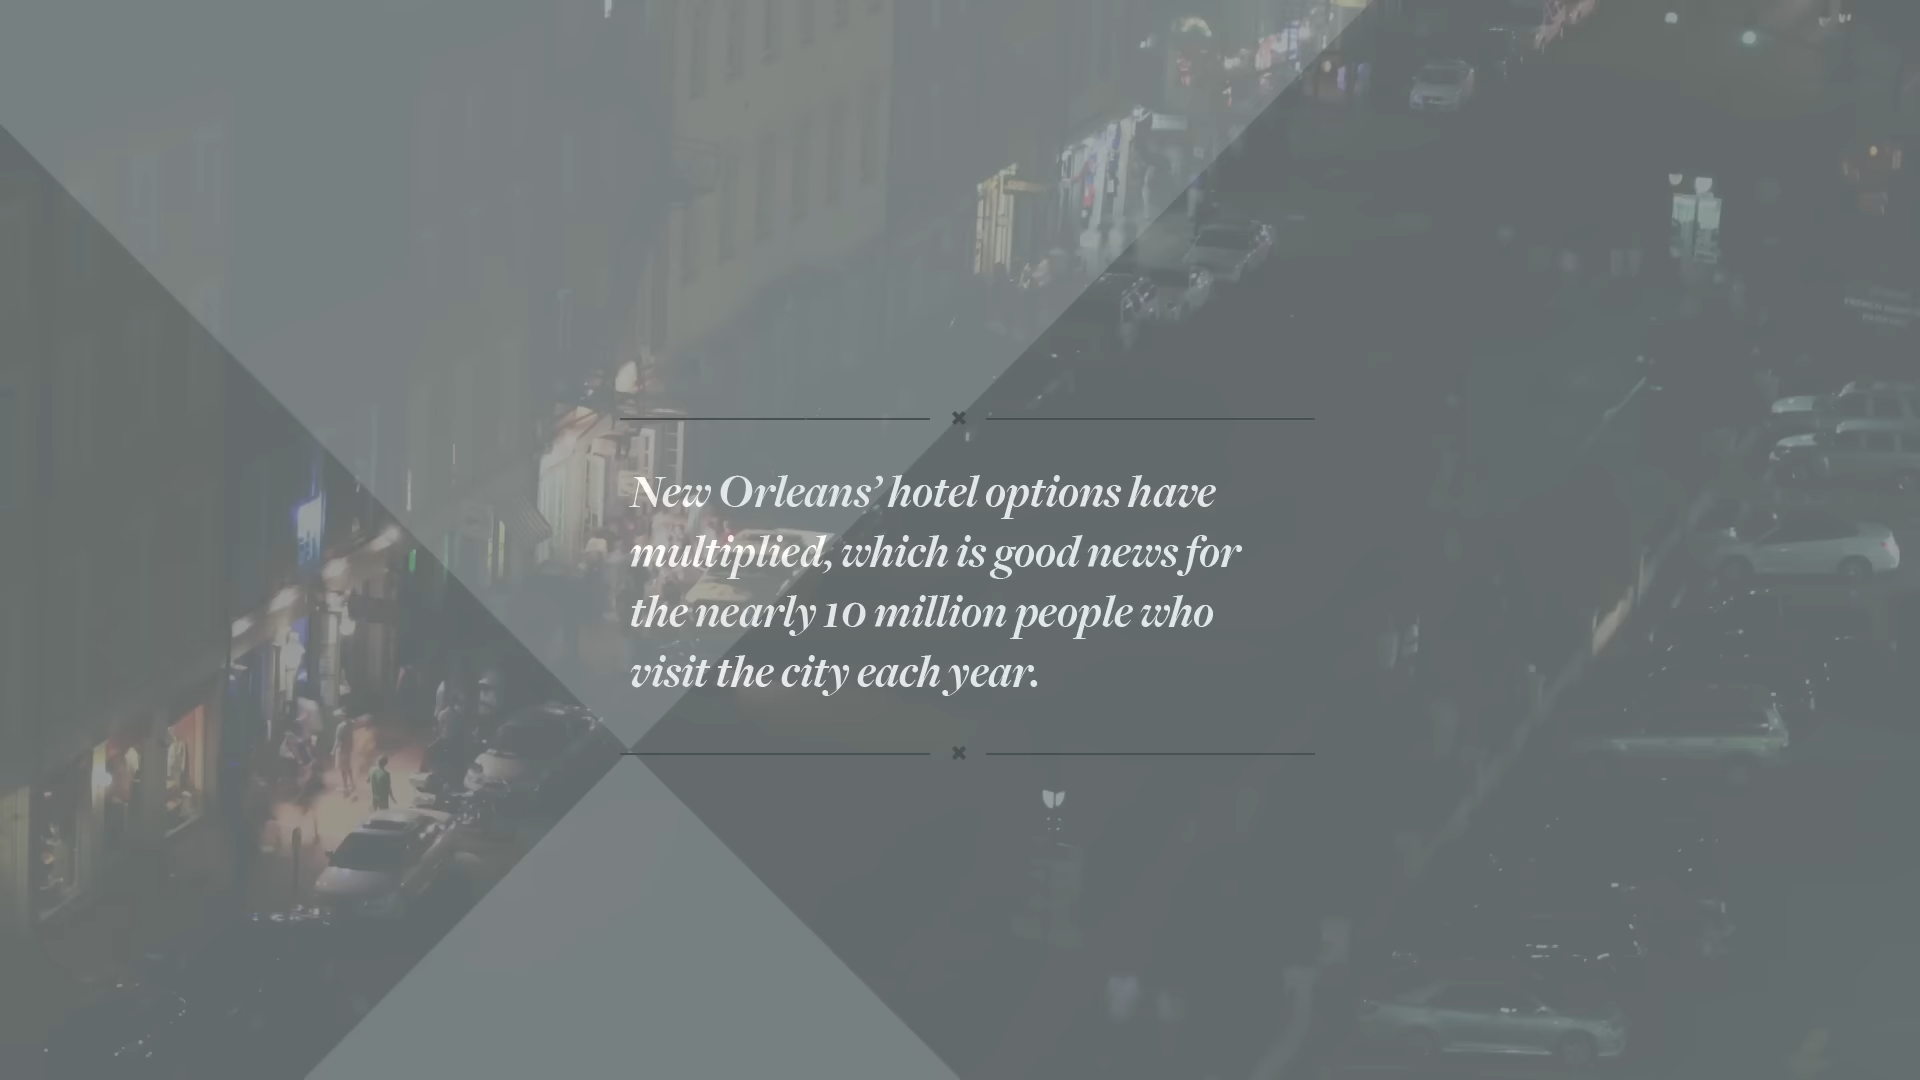 New Orleans’ hotel options have
multiplied, which is good news for
the nearly 10 million people who
visit the city each year.